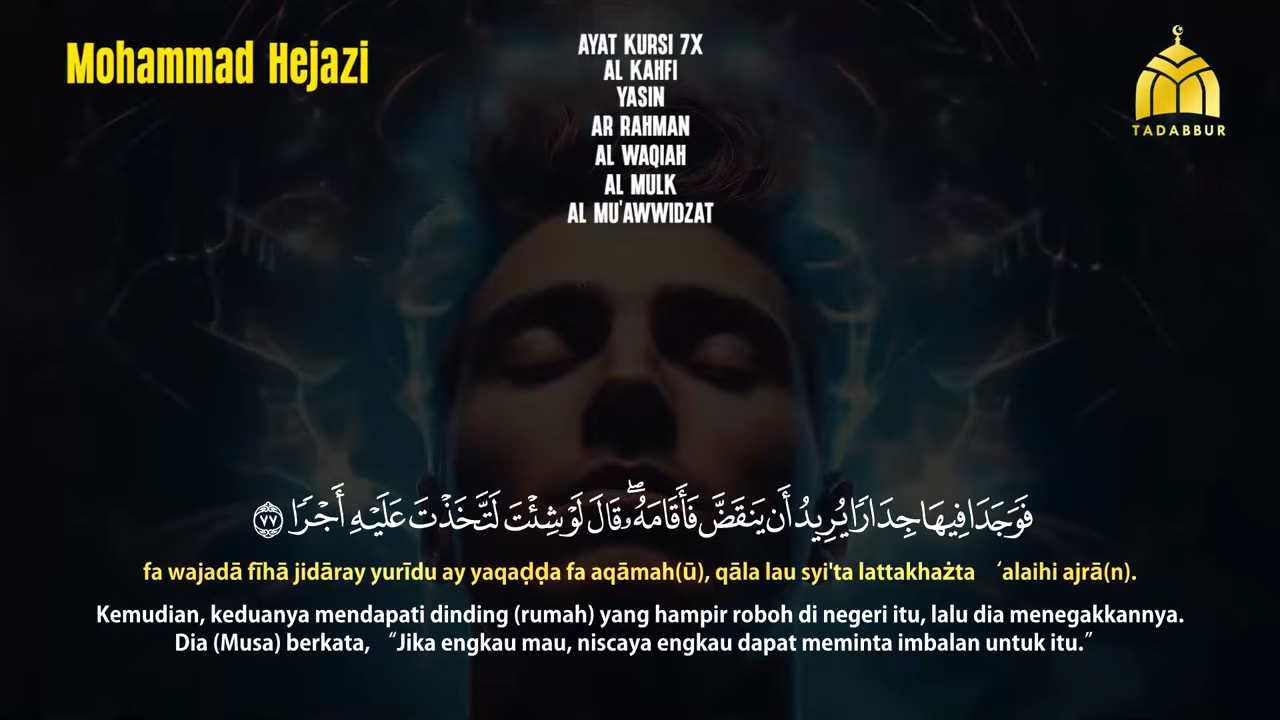 Mohammad Hejazi
AYAT KURSI 7X
AL KAHFI
YASIN
AR RAHMAN
AL WAQIAH
AL MULK
AL MU'AWWIDZAT
TADABBUR
فَوَجَدَا فِيهَا جِدَارًا يُرِيدُ أَن يَنقَضَّ فَأَقَامَهُۥۖ قَالَ لَوْ شِئْتَ لَتَّخَذْتَ عَلَيْهِ أَجْرًا ٧٧
fa wajadā fīhā jidāray yurīdu ay yaqaḍḍa fa aqāmah(ū), qāla lau syi'ta lattakhażta ‘alaihi ajrā(n).
Kemudian, keduanya mendapati dinding (rumah) yang hampir roboh di negeri itu, lalu dia menegakkannya.
Dia (Musa) berkata, “Jika engkau mau, niscaya engkau dapat meminta imbalan untuk itu.”